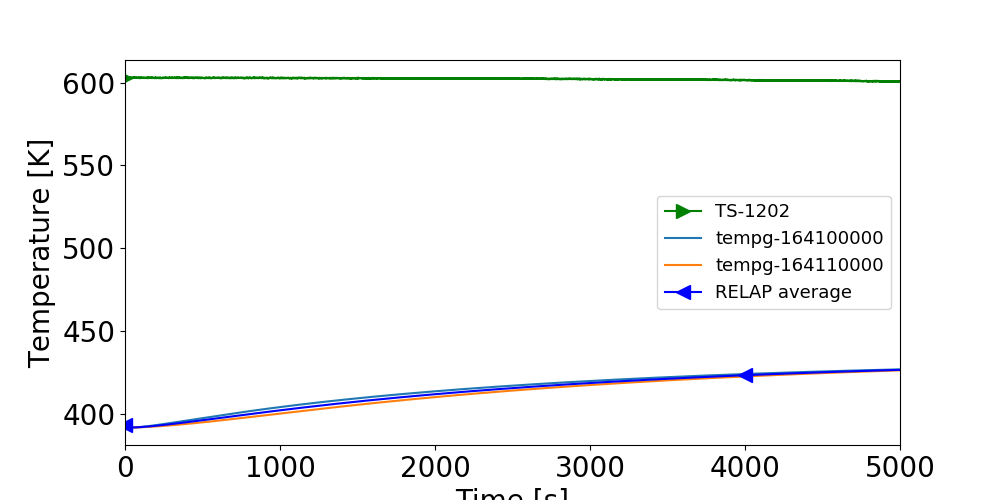 600
550
500
450
400
Temperature [K]
TS-1202
tempg-164100000
tempg-164110000
RELAP average
0 1000 2000 3000 4000 5000
Time [s]